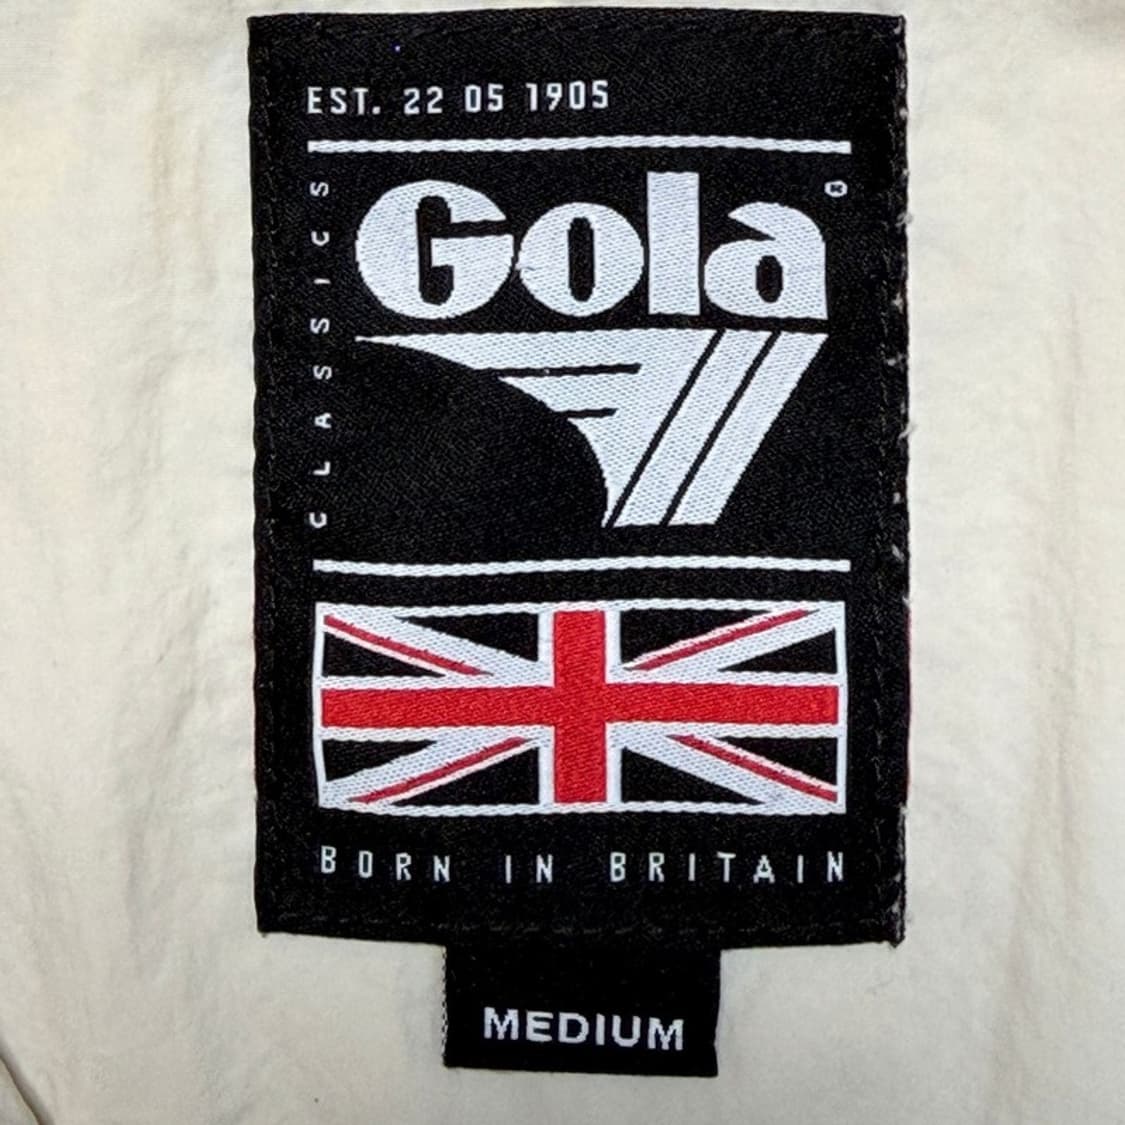 EST. 22 05 1905
CLASSICS
Gola®
BORN IN BRITAIN
MEDIUM